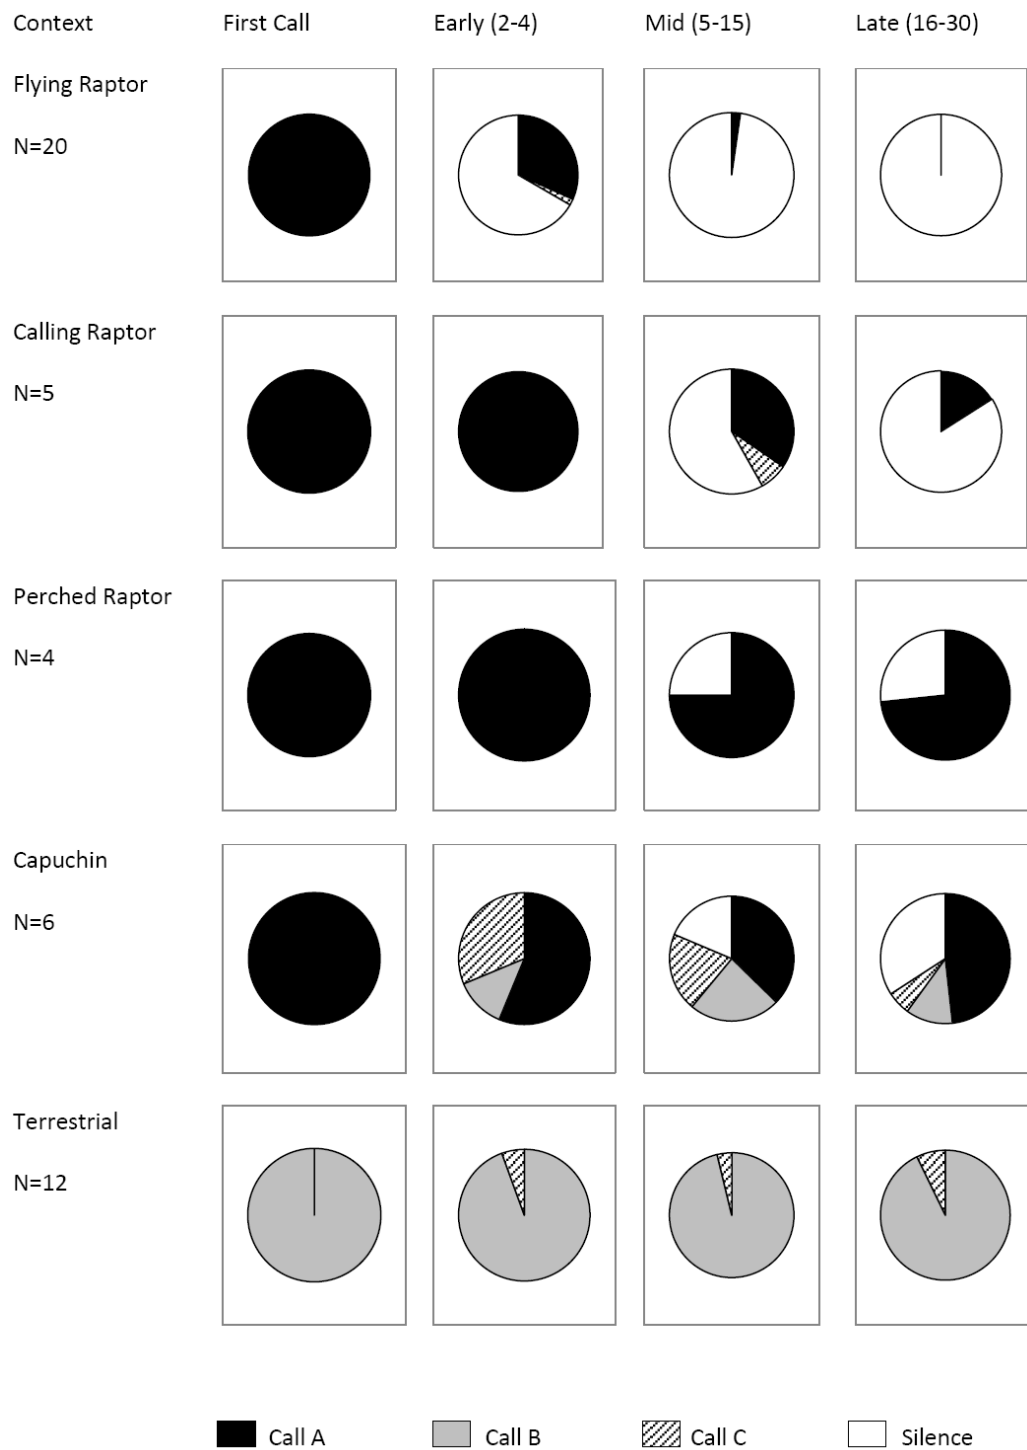 Context First Call Early (2-4) Mid (5-15) Late (16-30)
Flying Raptor
N=20
Calling Raptor
N=5
Perched Raptor
N=4
Capuchin
N=6
Terrestrial
N=12
Call A Call B Call C Silence